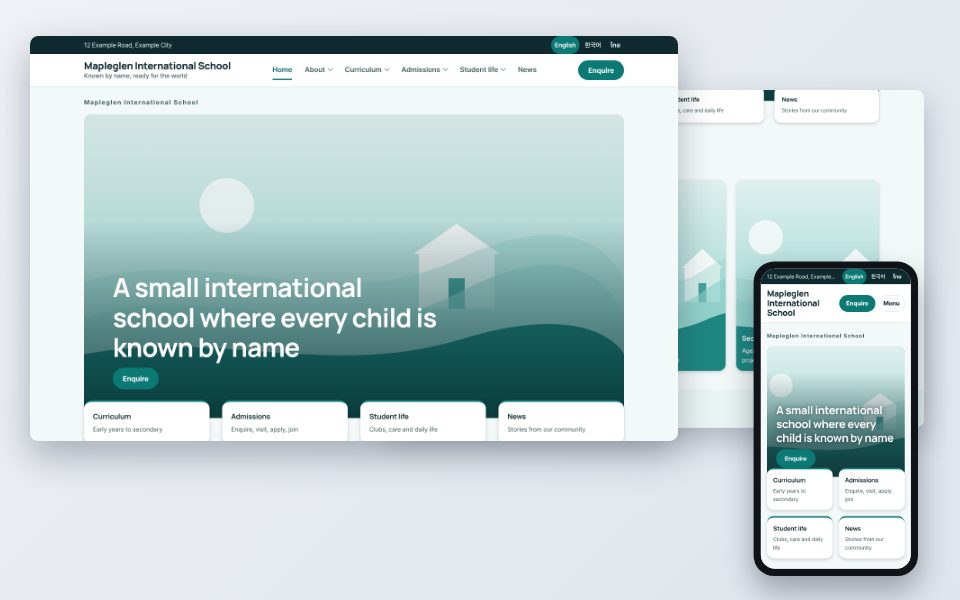 12 Example Road, Example City
English 한국어 ไทย
Mapleglen International School
Known by name, ready for the world
Home About Curriculum Admissions Student life News
Enquire
Mapleglen International School
A small international
school where every child is
known by name
Enquire
Curriculum
Early years to secondary
Admissions
Enquire, visit, apply, join
Student life
Clubs, care and daily life
News
Stories from our community
life
care and daily life
News
Stories from our community
12 Example Road, Example...
English 한국어 ไทย
Mapleglen
International
School
Enquire
Menu
Mapleglen International School
A small international
school where every
child is known by name
Enquire
Curriculum
Early years to
secondary
Admissions
Enquire, visit, apply,
join
Student life
Clubs, care and daily
life
News
Stories from our
community